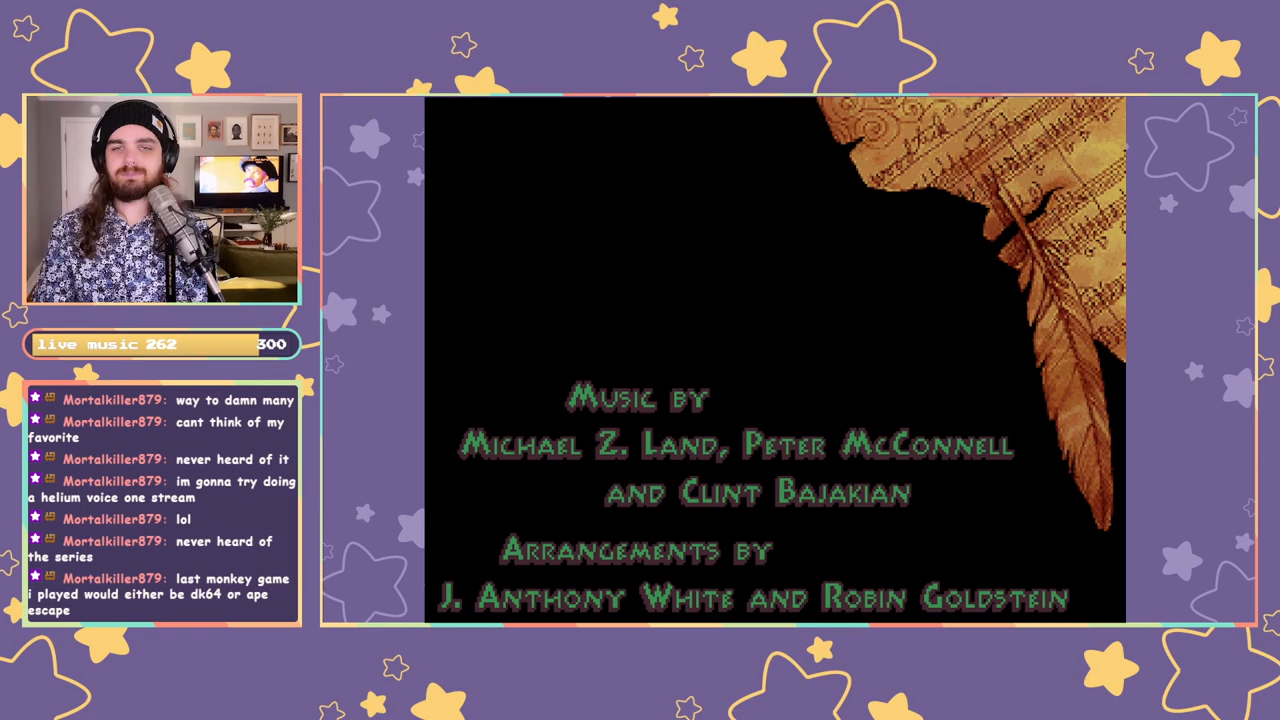 live music 262 300
Mortalkiller879: way to damn many
Mortalkiller879: cant think of my
favorite
Mortalkiller879: never heard of it
Mortalkiller879: im gonna try doing
a helium voice one stream
Mortalkiller879: lol
Mortalkiller879: never heard of
the series
Mortalkiller879: last monkey game
i played would either be dk64 or ape
escape
Music by
Michael Z. Land, Peter McConnell
and Clint Bajakian
Arrangements by
J. Anthony White and Robin Goldstein